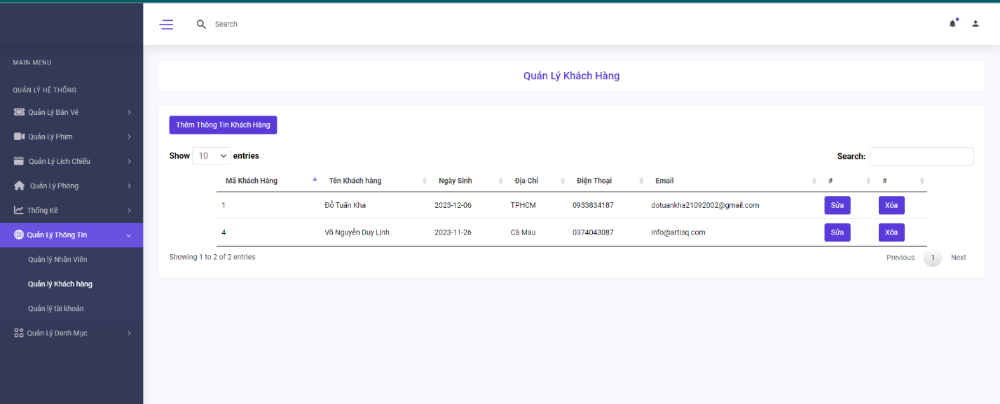 Search
MAIN MENU
QUẢN LÝ HỆ THỐNG
Quản Lý Bán Vé
Quản Lý Phim
Quản Lý Lịch Chiếu
Quản Lý Phòng
Thống Kê
Quản Lý Thông Tin
Quản lý Nhân Viên
Quản lý Khách hàng
Quản lý tài khoản
Quản Lý Danh Mục
Quản Lý Khách Hàng
Thêm Thông Tin Khách Hàng
Show 10 entries Search:
Mã Khách Hàng Tên Khách hàng Ngày Sinh Địa Chỉ Điện Thoại Email # #
1 Đỗ Tuấn Kha 2023-12-06 TPHCM 0933834187 dotuankha21092002@gmail.com Sửa Xóa
4 Võ Nguyễn Duy Lịnh 2023-11-26 Cà Mau 0374043087 info@artisq.com Sửa Xóa
Showing 1 to 2 of 2 entries Previous 1 Next